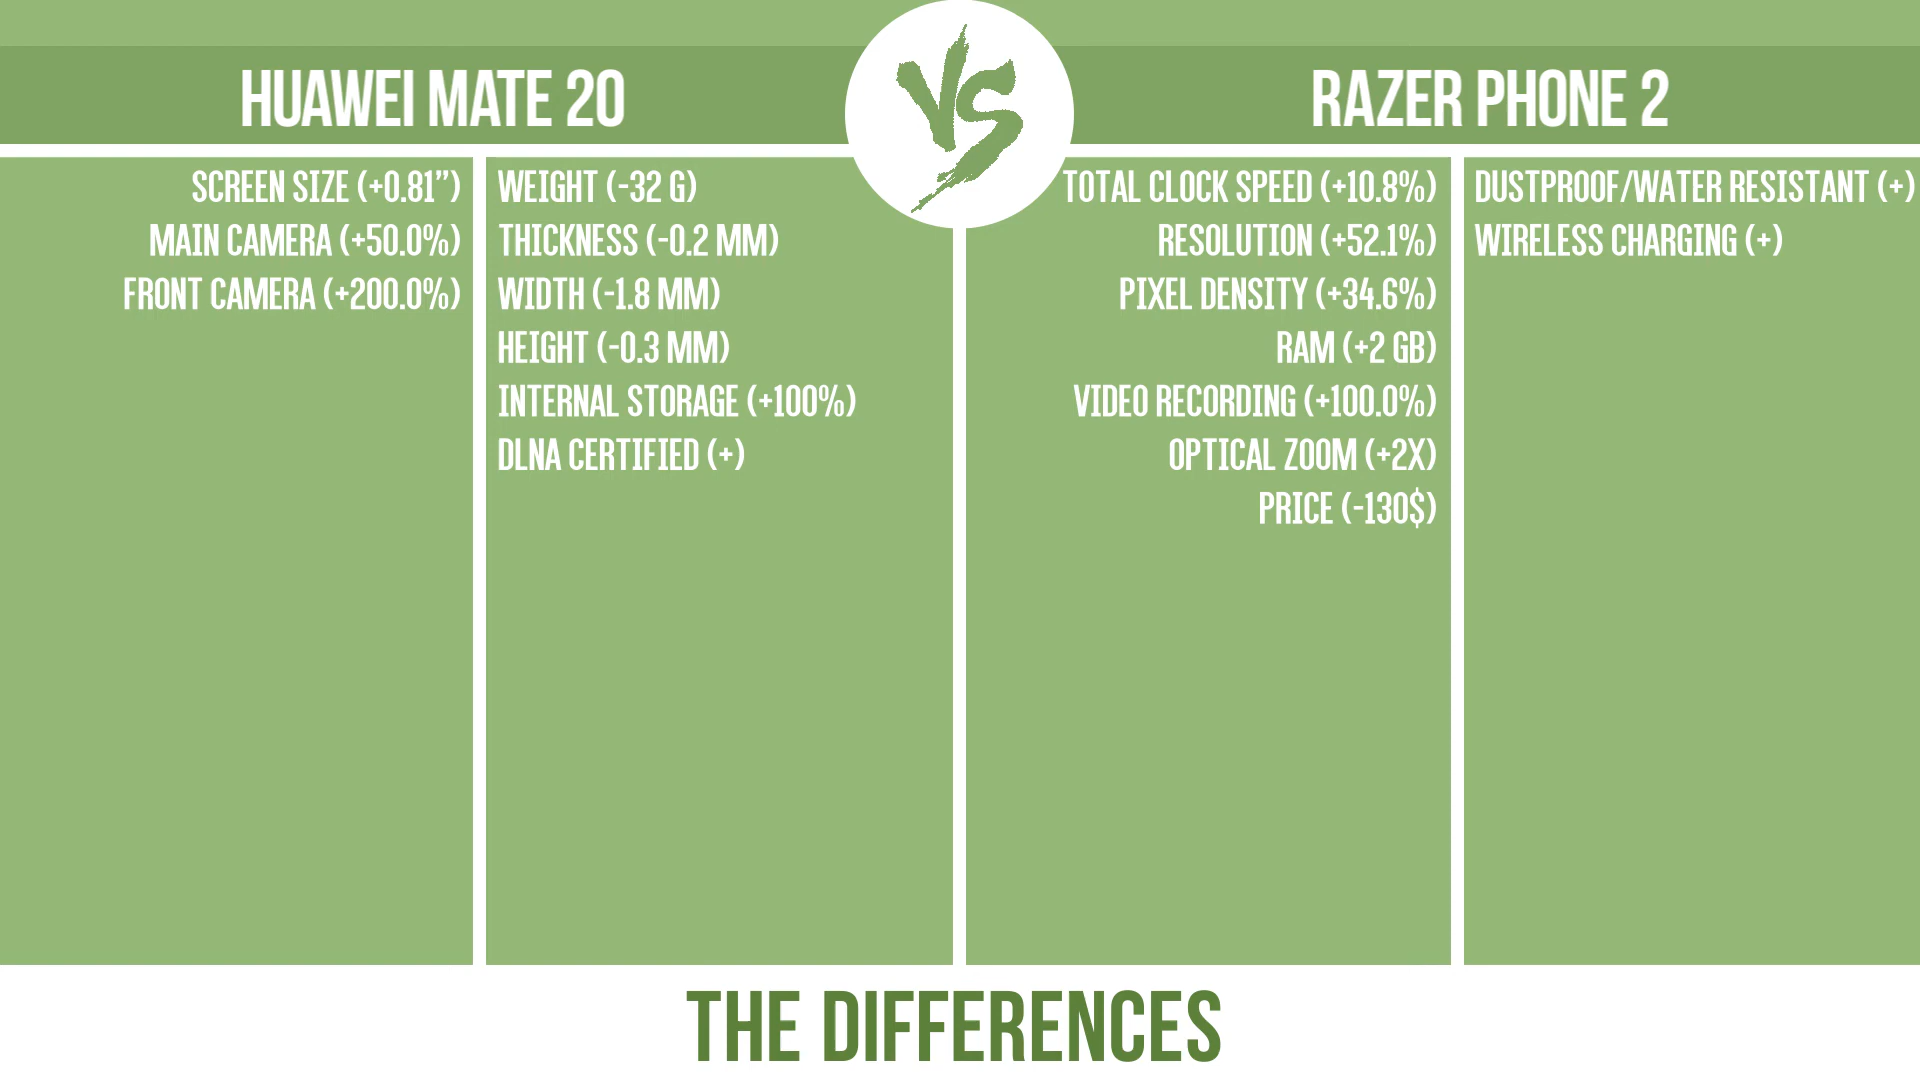 HUAWEI MATE 20
VS
RAZER PHONE 2
SCREEN SIZE (+0.81”)
MAIN CAMERA (+50.0%)
FRONT CAMERA (+200.0%)
WEIGHT (-32 G)
THICKNESS (-0.2 MM)
WIDTH (-1.8 MM)
HEIGHT (-0.3 MM)
INTERNAL STORAGE (+100%)
DLNA CERTIFIED (+)
TOTAL CLOCK SPEED (+10.8%)
RESOLUTION (+52.1%)
PIXEL DENSITY (+34.6%)
RAM (+2 GB)
VIDEO RECORDING (+100.0%)
OPTICAL ZOOM (+2X)
PRICE (-130$)
DUSTPROOF/WATER RESISTANT (+)
WIRELESS CHARGING (+)
THE DIFFERENCES